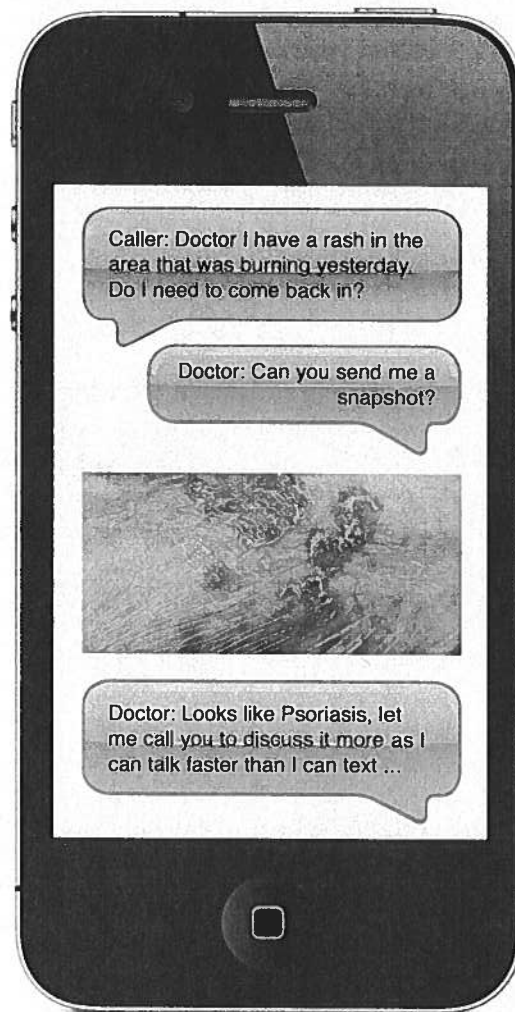 Caller: Doctor I have a rash in the
area that was burning yesterday.
Do I need to come back in?
Doctor: Can you send me a
snapshot?
Doctor: Looks like Psoriasis, let
me call you to discuss it more as I
can talk faster than I can text ...